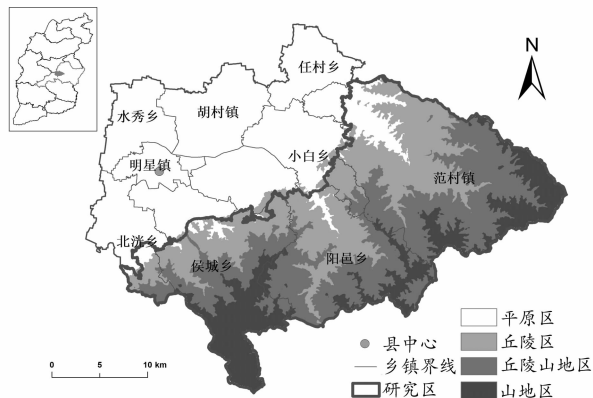 N
任村乡
水秀乡
胡村镇
明星镇
小白乡
范村镇
北洸乡
侯城乡
阳邑乡
县中心
乡镇界线
研究区
平原区
丘陵区
丘陵山地区
山地区
0 5 10 km